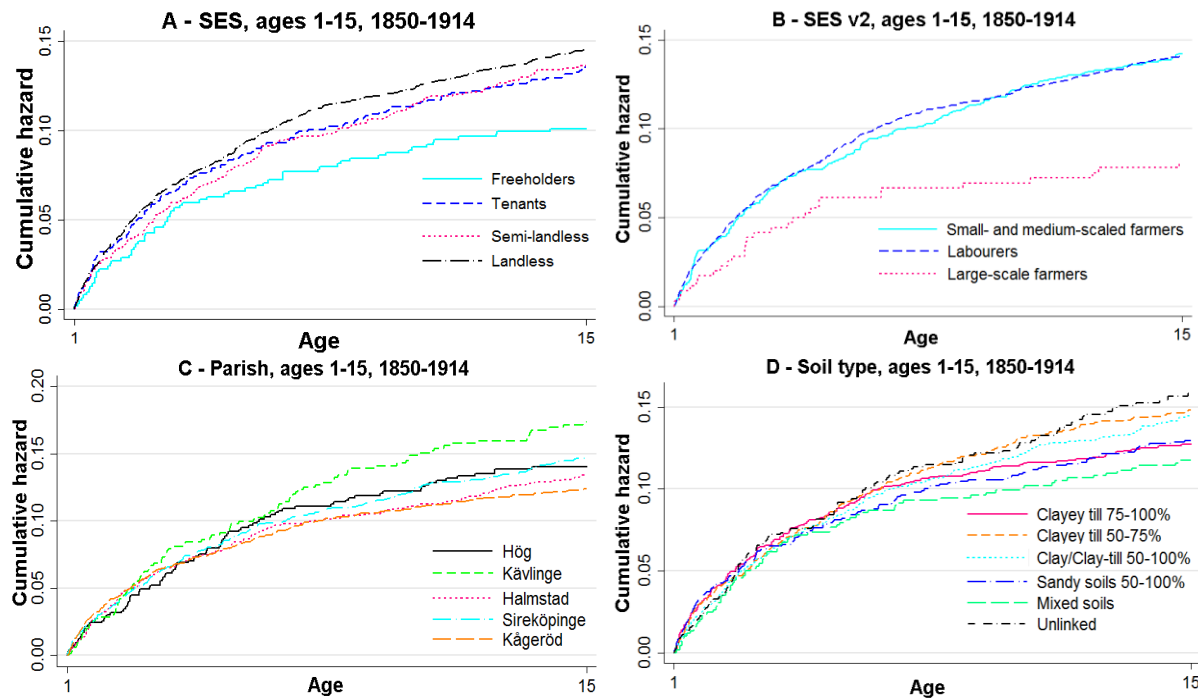 A - SES, ages 1-15, 1850-1914
Cumulative hazard
0.15
0.10
0.05
0.00
Freeholders
Tenants
Semi-landless
Landless
1
15
Age
B - SES v2, ages 1-15, 1850-1914
Cumulative hazard
0.15
0.10
0.05
0.00
Small- and medium-scaled farmers
Labourers
Large-scale farmers
1
15
Age
C - Parish, ages 1-15, 1850-1914
Cumulative hazard
0.20
0.15
0.10
0.05
0.00
Hög
Kävlinge
Halmstad
Sireköpinge
Kågeröd
1
15
Age
D - Soil type, ages 1-15, 1850-1914
Cumulative hazard
0.15
0.10
0.05
0.00
Clayey till 75-100%
Clayey till 50-75%
Clay/Clay-till 50-100%
Sandy soils 50-100%
Mixed soils
Unlinked
1
15
Age